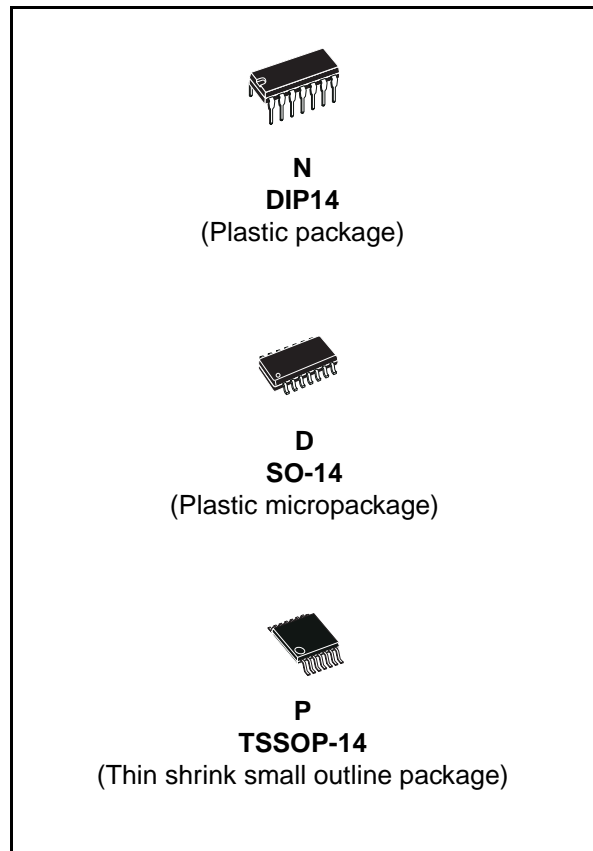 N
DIP14
(Plastic package)
D
SO-14
(Plastic micropackage)
P
TSSOP-14
(Thin shrink small outline package)